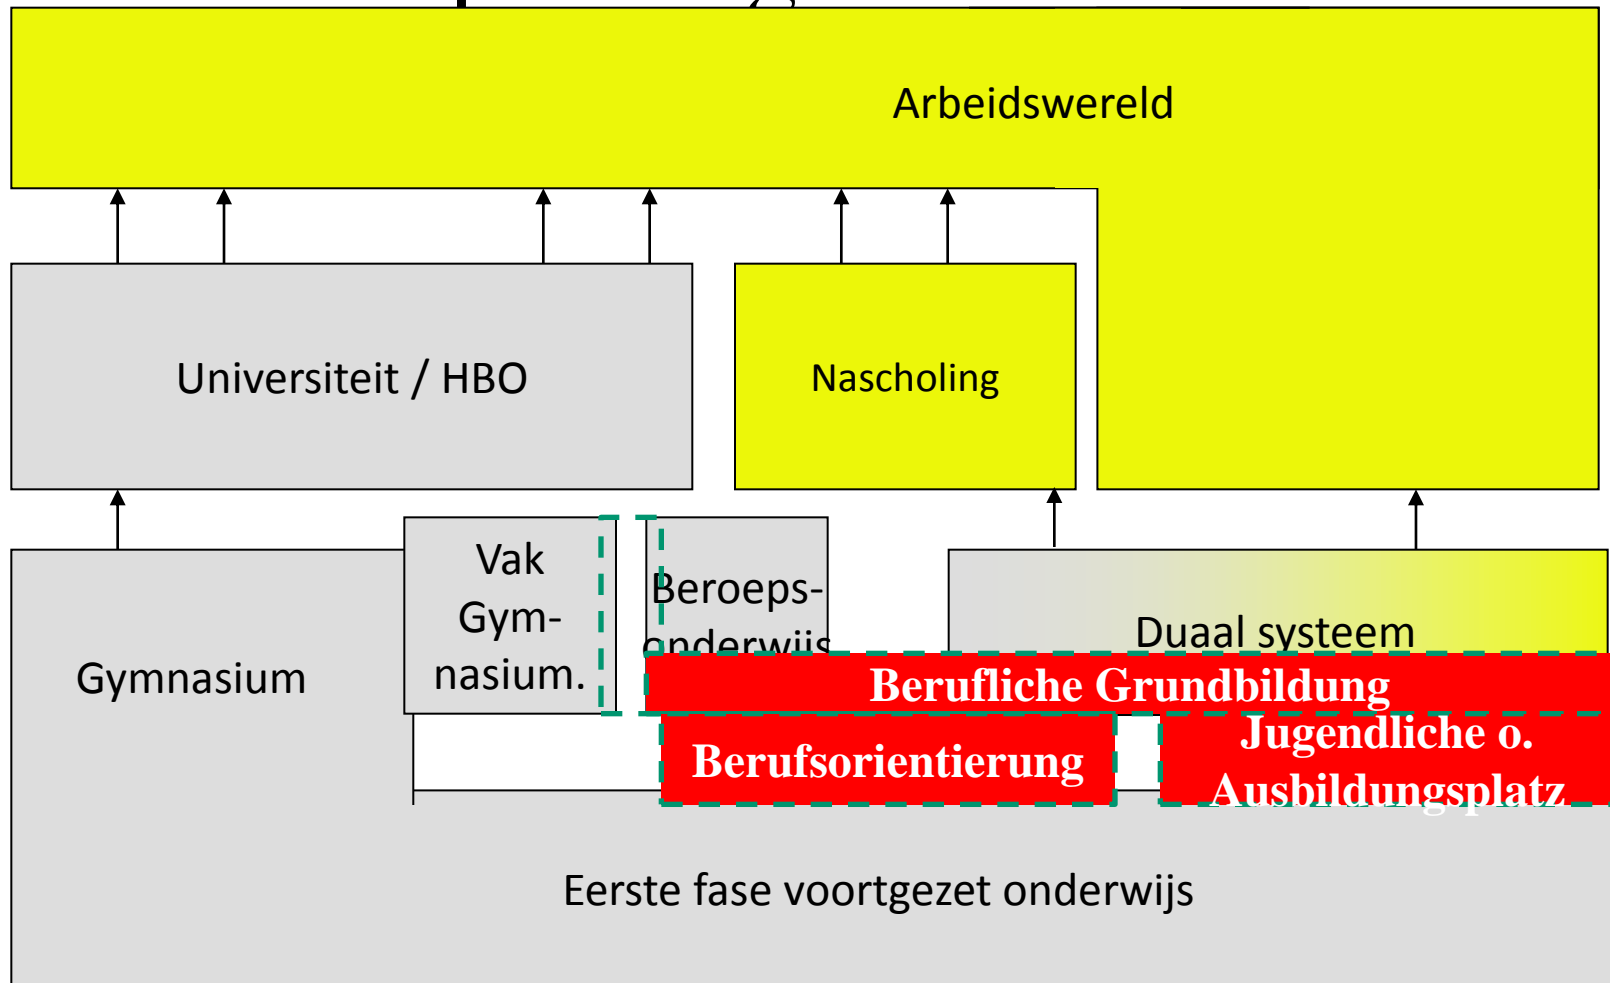 Arbeidswereld
Universiteit / HBO
Nascholing
Vak
Gym-
nasium.
Beroeps-
onderwijs
Duaal systeem
Gymnasium
Berufliche Grundbildung
Berufsorientierung
Jugendliche o.
Ausbildungsplatz
Eerste fase voortgezet onderwijs